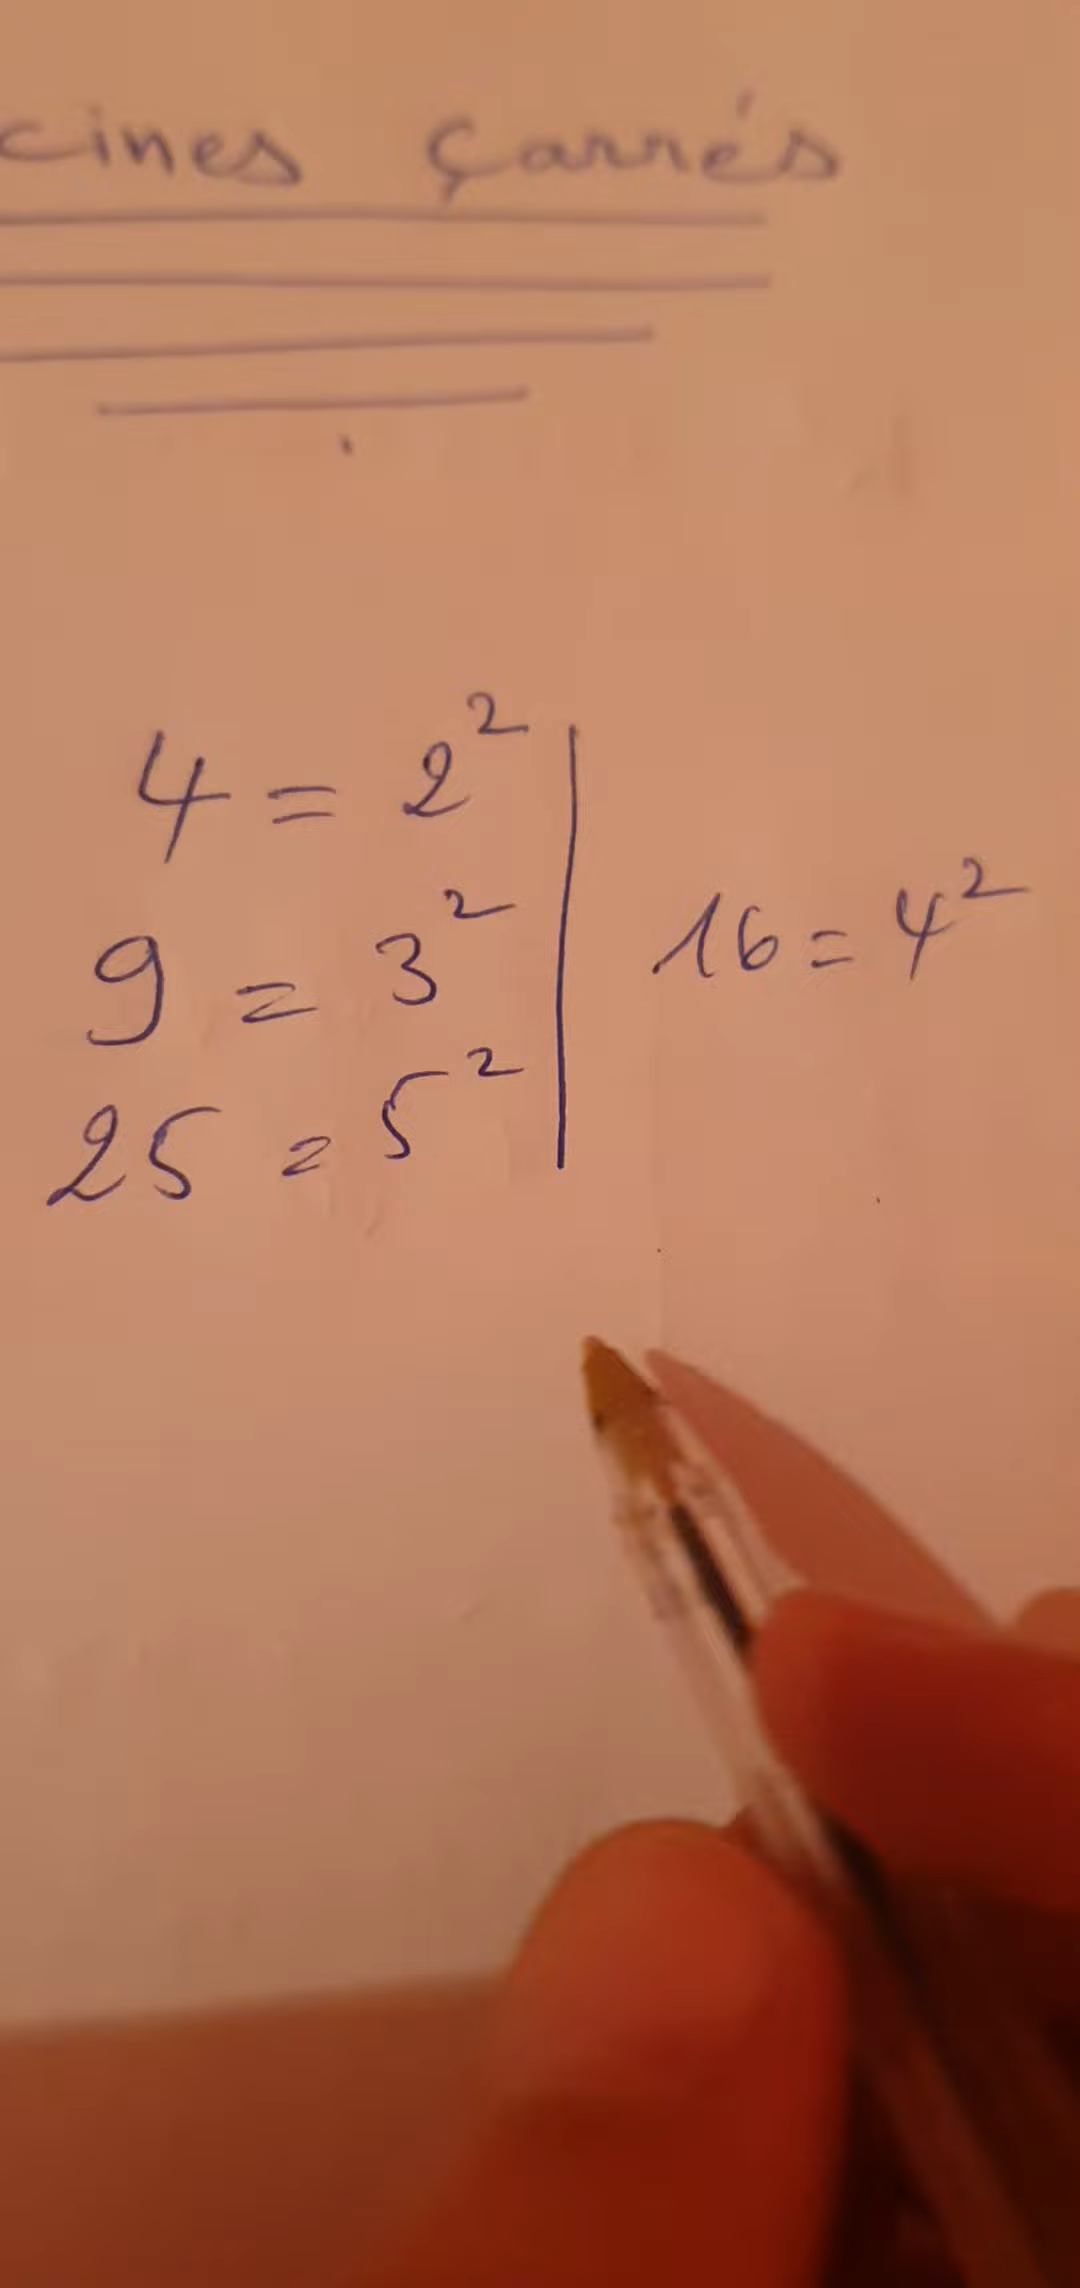 cines çarrés
4 = 2²
9 = 3²
25 = 5²
16 = 4²